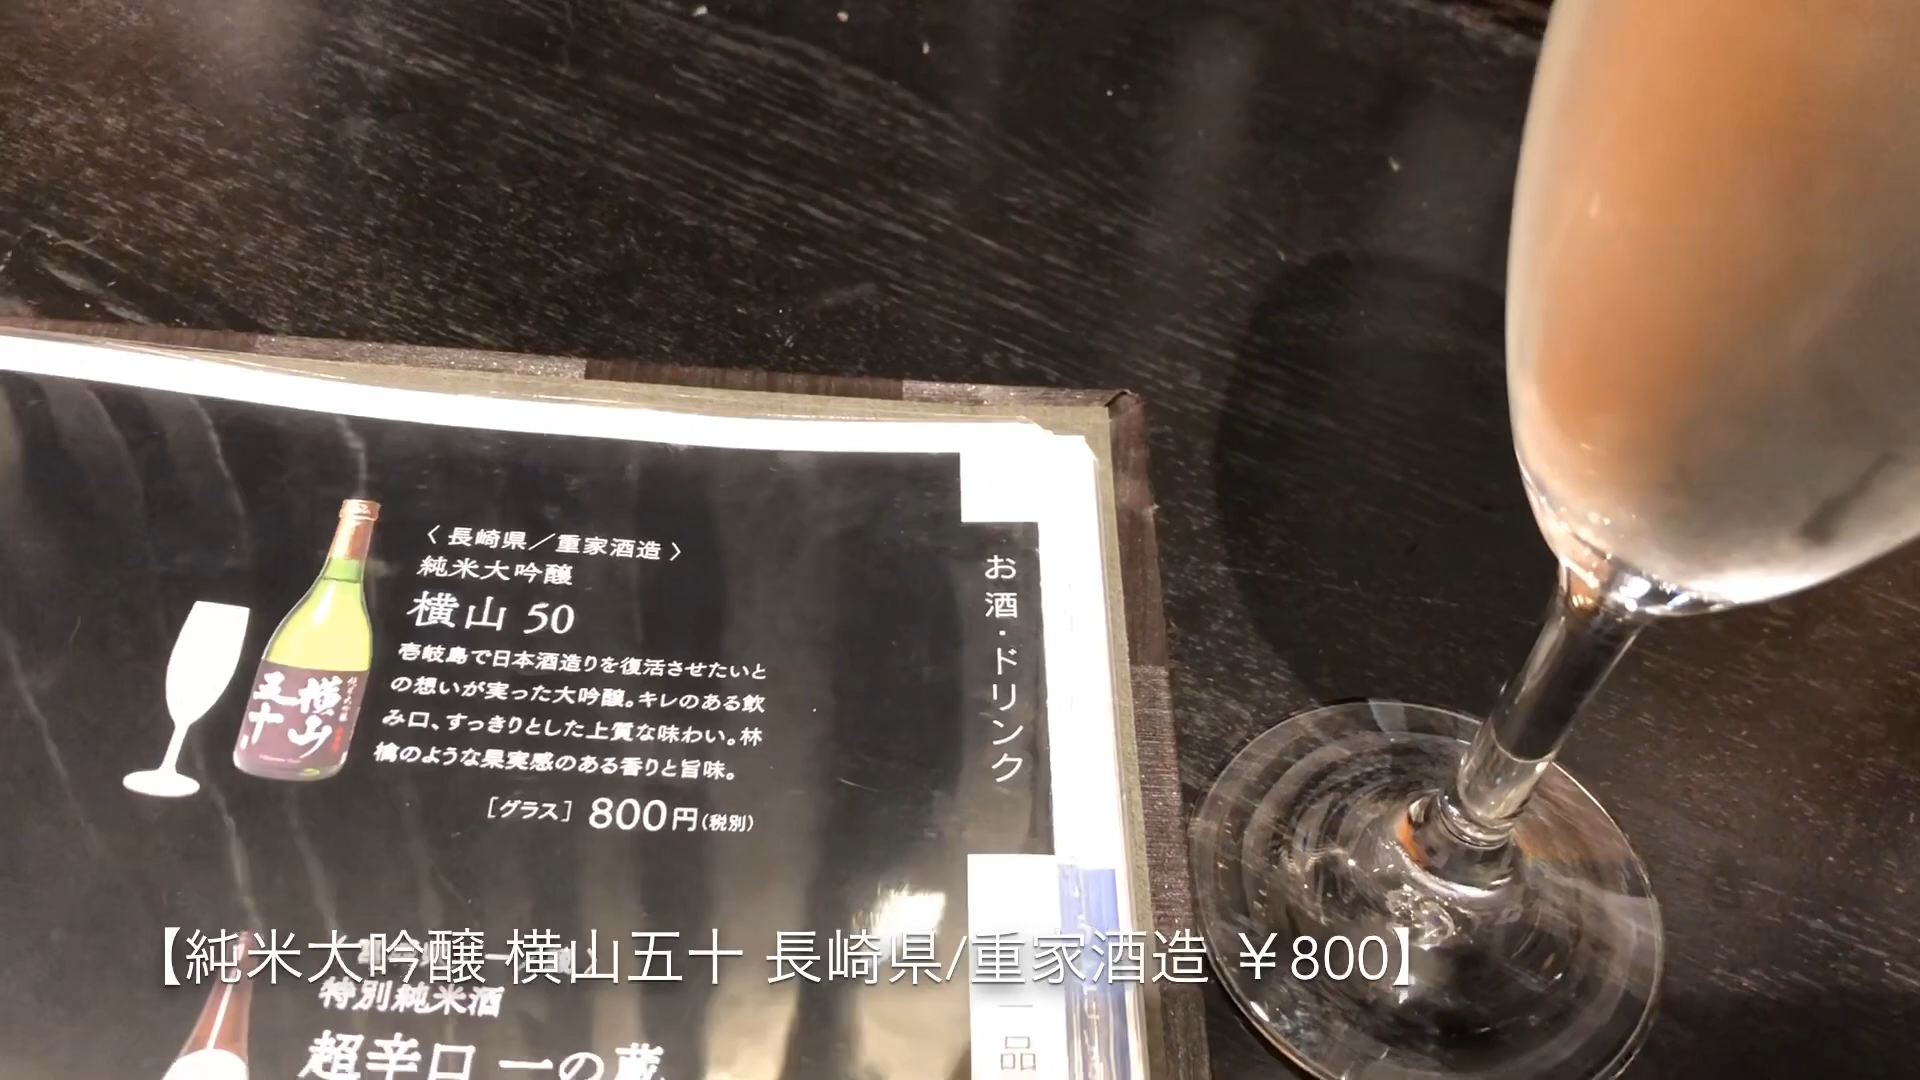 〈 長崎県／重家酒造 〉
純米大吟醸
横山 50
壱岐島で日本酒造りを復活させたいと
の想いが実った大吟醸。キレのある飲
み口、すっきりとした上質な味わい。林
檎のような果実感のある香りと旨味。
［グラス］ 800円（税別）
横山
五十
お酒・ドリンク
【純米大吟醸 横山五十 長崎県/重家酒造 ￥800】
特別純米酒
超辛口 一の蔵
一品